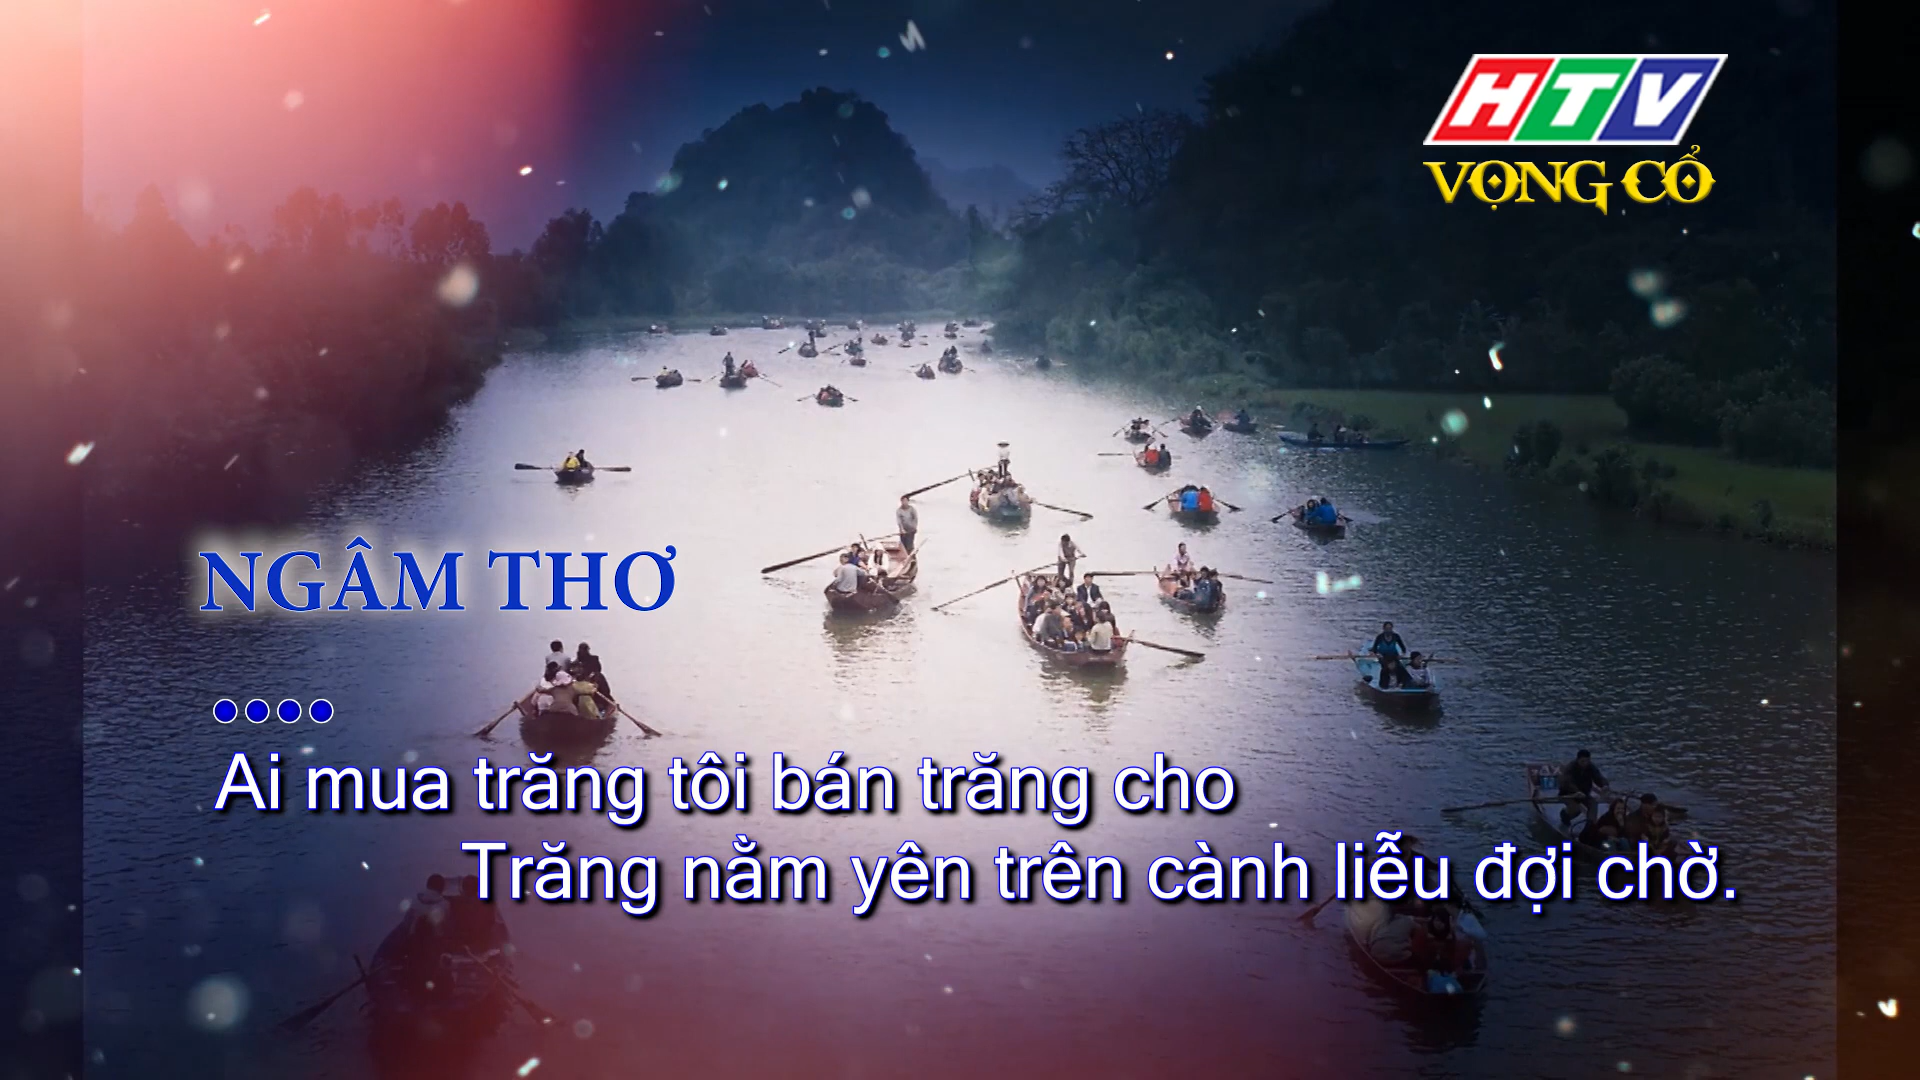 HTV
VỌNG CỔ
NGÂM THƠ
Ai mua trăng tôi bán trăng cho
Trăng nằm yên trên cành liễu đợi chờ.